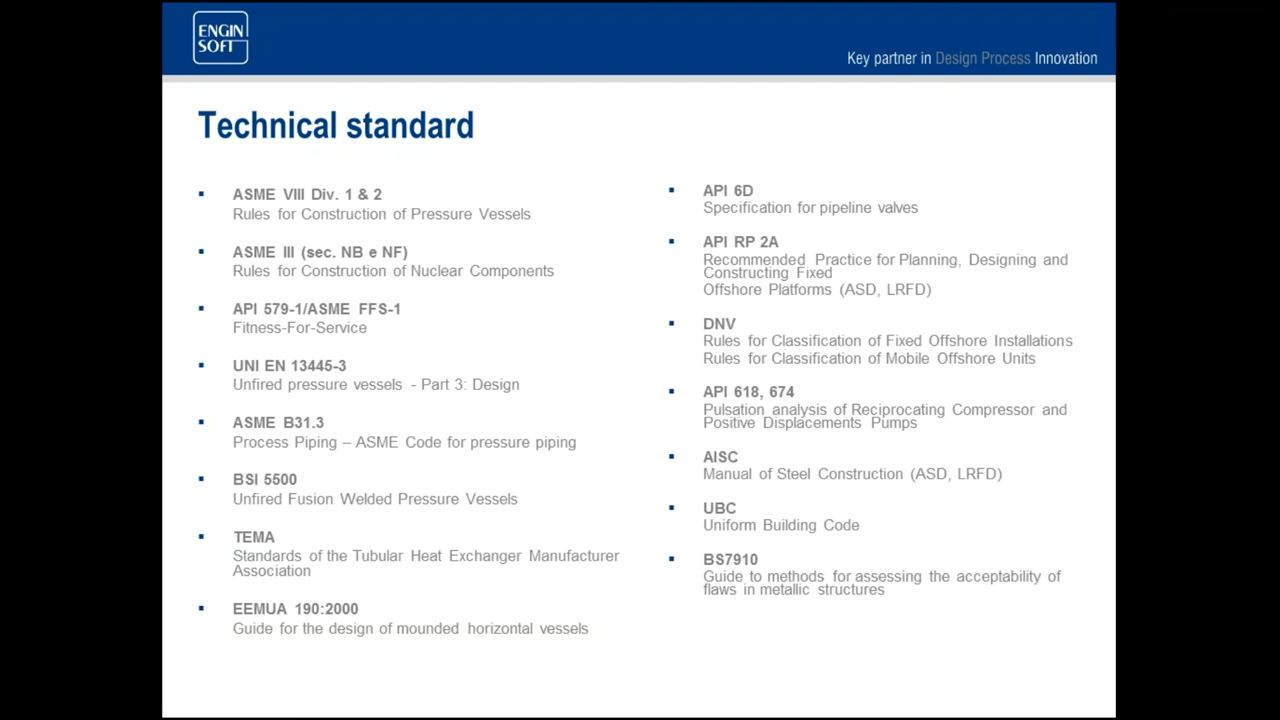 ENGIN
SOFT
Key partner in Design Process Innovation
Technical standard
ASME VIII Div. 1 & 2
Rules for Construction of Pressure Vessels
ASME III (sec. NB e NF)
Rules for Construction of Nuclear Components
API 579-1/ASME FFS-1
Fitness-For-Service
UNI EN 13445-3
Unfired pressure vessels - Part 3: Design
ASME B31.3
Process Piping – ASME Code for pressure piping
BSI 5500
Unfired Fusion Welded Pressure Vessels
TEMA
Standards of the Tubular Heat Exchanger Manufacturer
Association
EEMUA 190:2000
Guide for the design of mounded horizontal vessels
API 6D
Specification for pipeline valves
API RP 2A
Recommended Practice for Planning, Designing and
Constructing Fixed
Offshore Platforms (ASD, LRFD)
DNV
Rules for Classification of Fixed Offshore Installations
Rules for Classification of Mobile Offshore Units
API 618, 674
Pulsation analysis of Reciprocating Compressor and
Positive Displacements Pumps
AISC
Manual of Steel Construction (ASD, LRFD)
UBC
Uniform Building Code
BS7910
Guide to methods for assessing the acceptability of
flaws in metallic structures